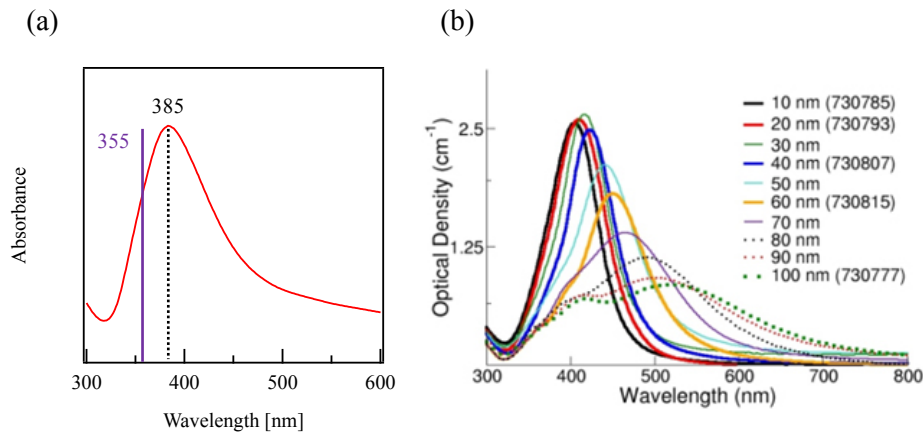 (a)
385
355
Absorbance
300
400
500
600
Wavelength [nm]
(b)
Optical Density (cm⁻¹)
2.5
1.25
10 nm (730785)
20 nm (730793)
30 nm
40 nm (730807)
50 nm
60 nm (730815)
70 nm
80 nm
90 nm
100 nm (730777)
300
400
500
600
700
800
Wavelength (nm)